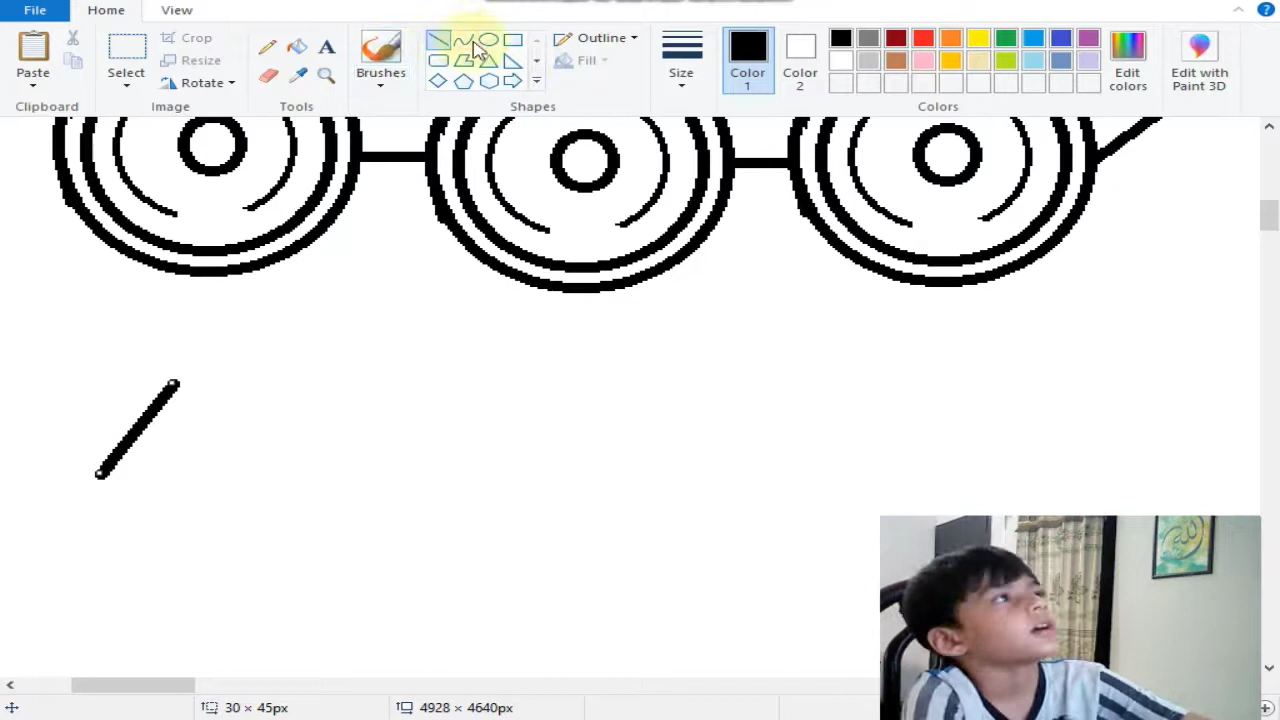 File Home View
Paste
Clipboard
Select
Crop
Resize
Rotate
Image
A
Tools
Brushes
Outline
Fill
Shapes
Size
Color 1
Color 2
Edit colors
Colors
Edit with Paint 3D
30 × 45px
4928 × 4640px
الله